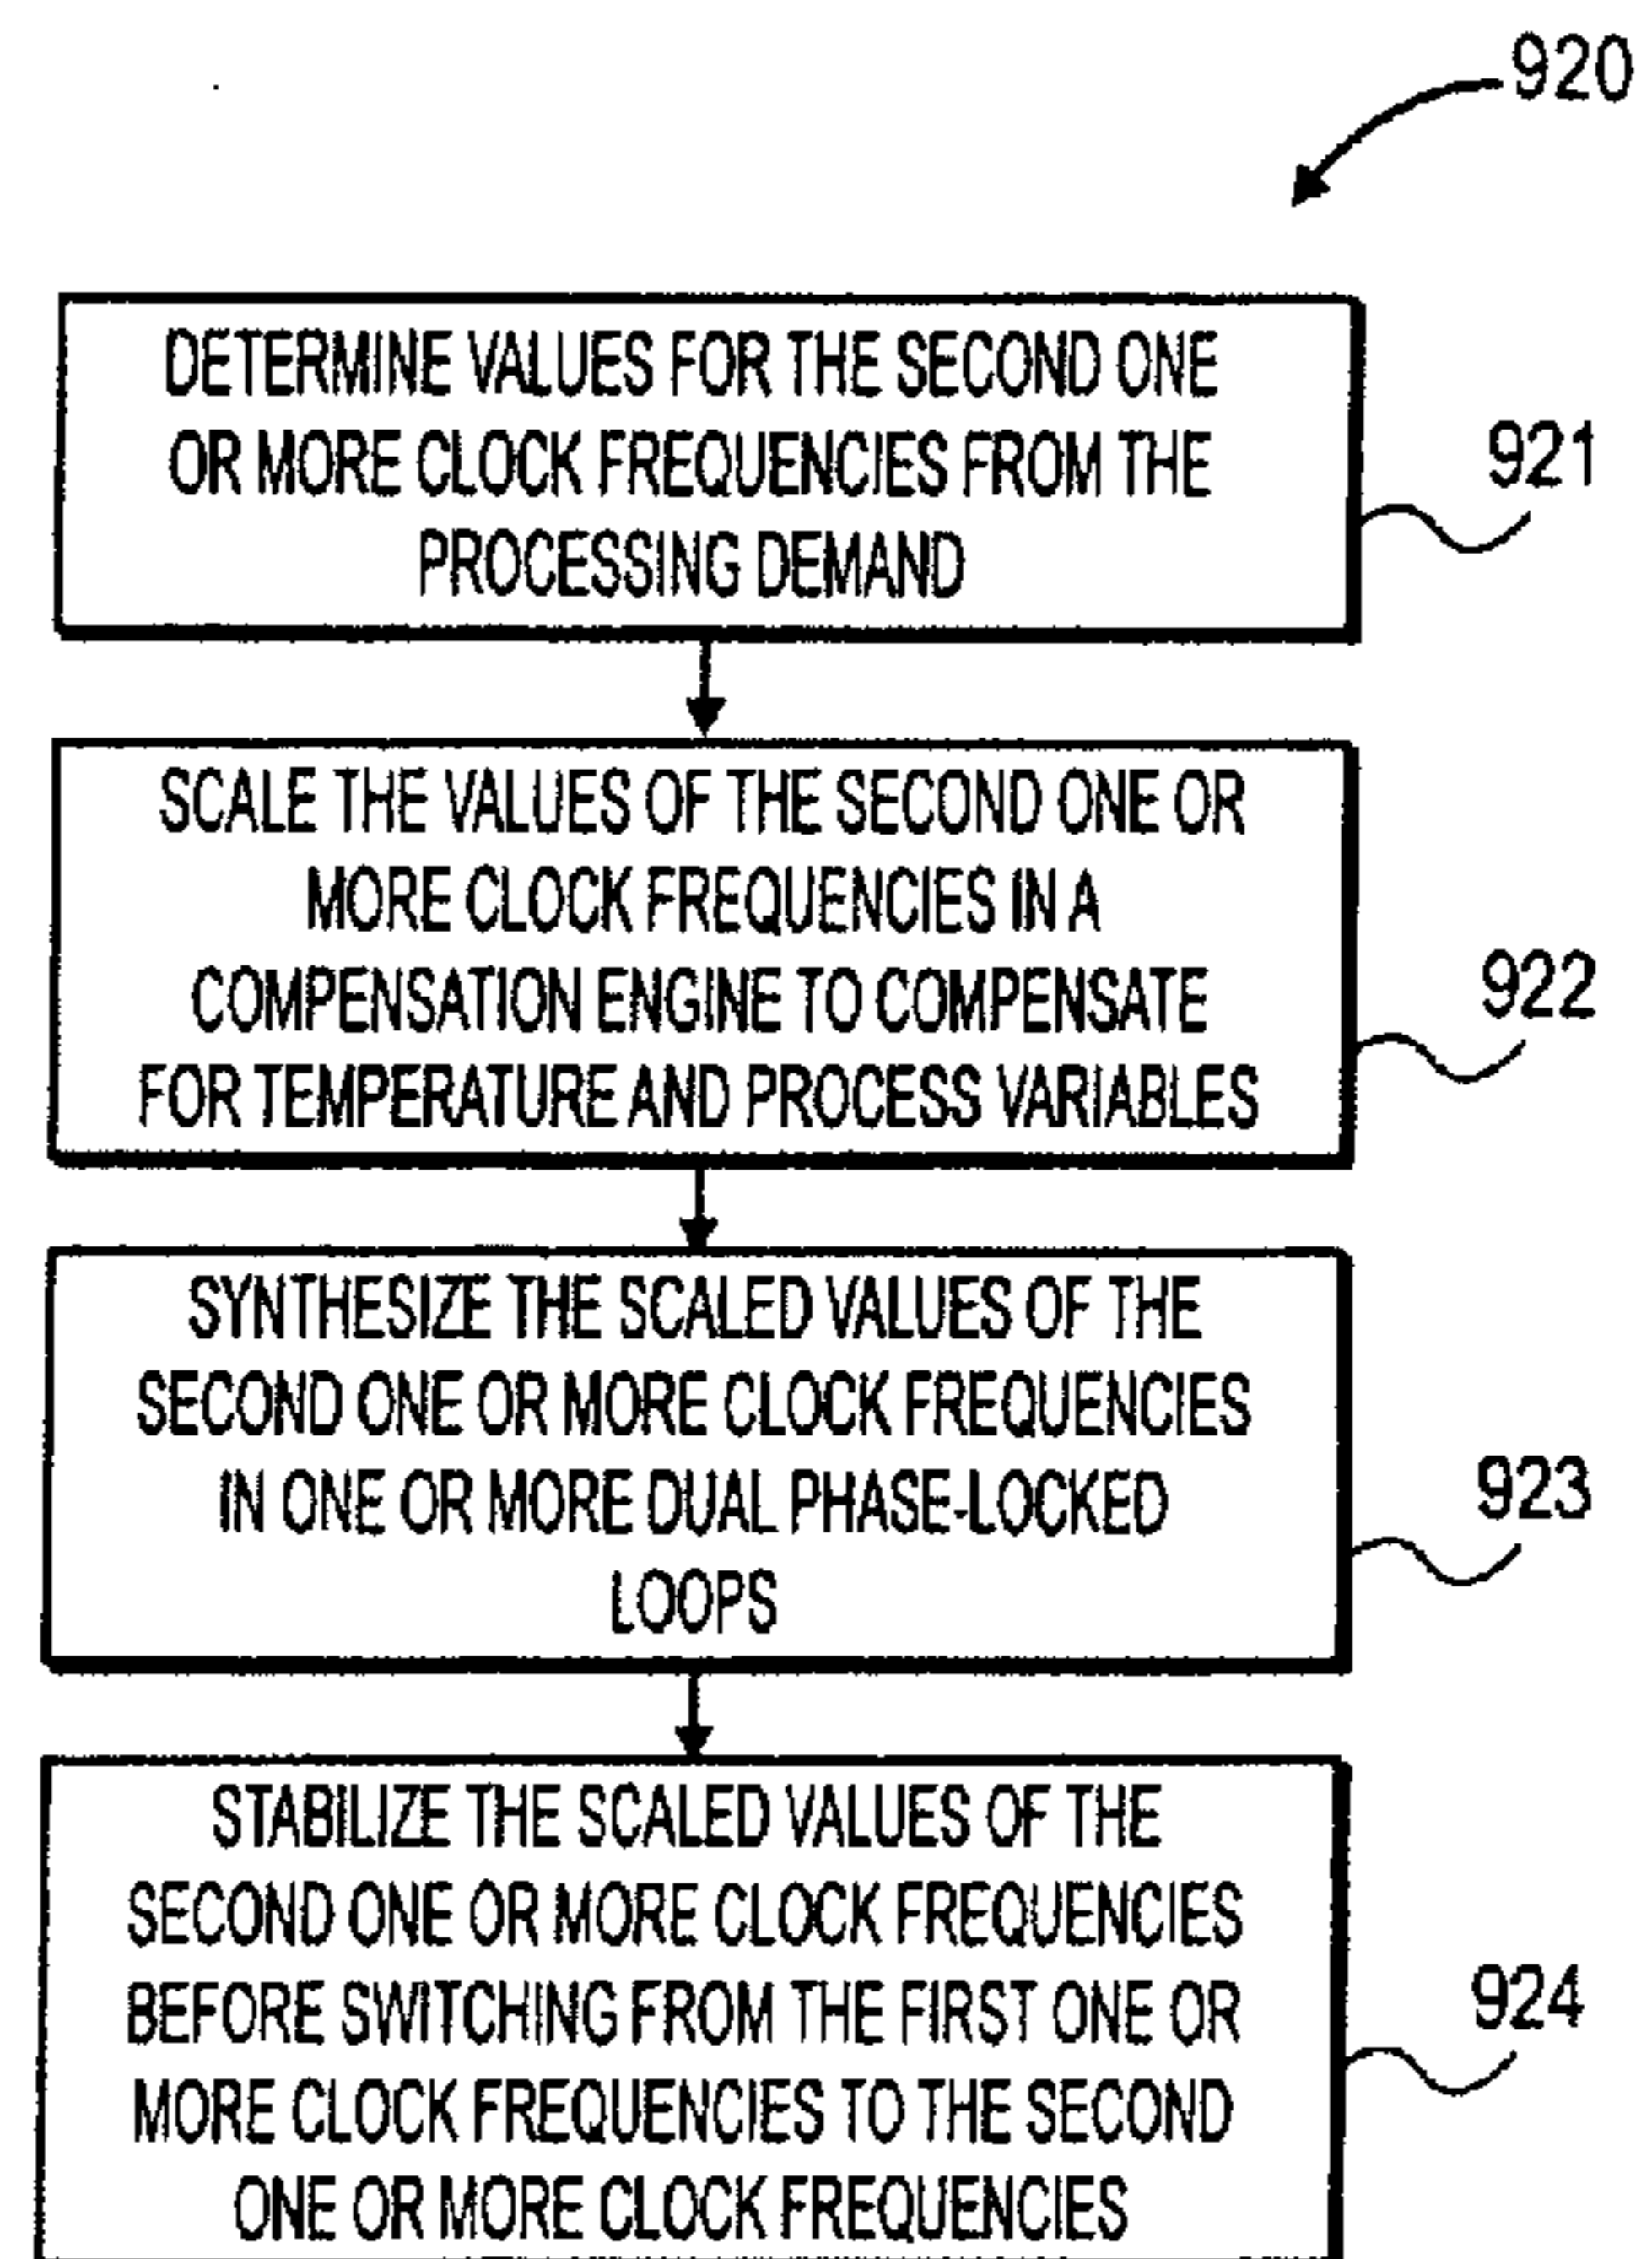 920
DETERMINE VALUES FOR THE SECOND ONE
OR MORE CLOCK FREQUENCIES FROM THE
PROCESSING DEMAND
921
SCALE THE VALUES OF THE SECOND ONE OR
MORE CLOCK FREQUENCIES IN A
COMPENSATION ENGINE TO COMPENSATE
FOR TEMPERATURE AND PROCESS VARIABLES
922
SYNTHESIZE THE SCALED VALUES OF THE
SECOND ONE OR MORE CLOCK FREQUENCIES
IN ONE OR MORE DUAL PHASE-LOCKED
LOOPS
923
STABILIZE THE SCALED VALUES OF THE
SECOND ONE OR MORE CLOCK FREQUENCIES
BEFORE SWITCHING FROM THE FIRST ONE OR
MORE CLOCK FREQUENCIES TO THE SECOND
ONE OR MORE CLOCK FREQUENCIES
924